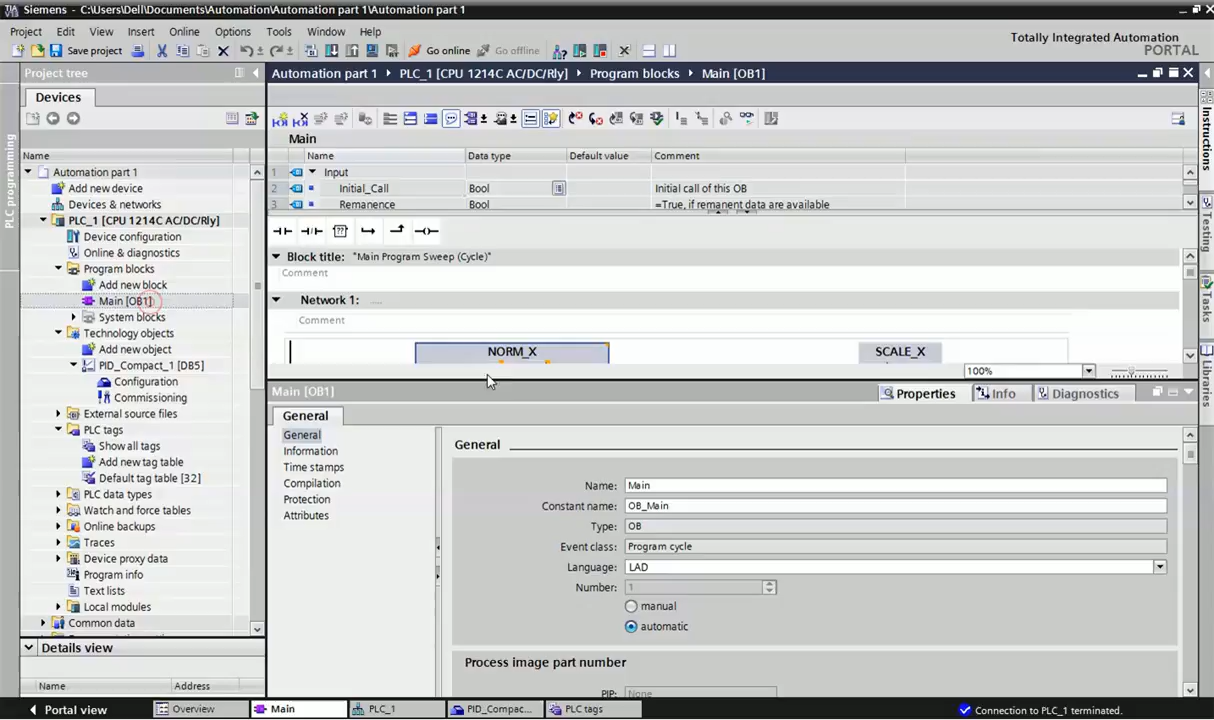 Siemens - C:\Users\Dell\Documents\Automation\Automation part 1\Automation part 1
Project Edit View Insert Online Options Tools Window Help
Totally Integrated Automation
PORTAL
Save project Go online Go offline
Project tree
Automation part 1 PLC_1 [CPU 1214C AC/DC/Rly] Program blocks Main [OB1]
Devices
PLC programming
Name
Automation part 1
Add new device
Devices & networks
PLC_1 [CPU 1214C AC/DC/Rly]
Device configuration
Online & diagnostics
Program blocks
Add new block
Main [OB1]
System blocks
Technology objects
Add new object
PID_Compact_1 [DB5]
Configuration
Commissioning
External source files
PLC tags
Show all tags
Add new tag table
Default tag table [32]
PLC data types
Watch and force tables
Online backups
Traces
Device proxy data
Program info
Text lists
Local modules
Common data
Details view
Name Address
Main
Name Data type Default value Comment
1 Input
2 Initial_Call Bool Initial call of this OB
3 Remanence Bool =True, if remanent data are available
??
Block title: "Main Program Sweep (Cycle)"
Comment
Network 1: ....
Comment
NORM_X SCALE_X
100%
Main [OB1]
Properties Info Diagnostics
General
General
Information
Time stamps
Compilation
Protection
Attributes
General
Name: Main
Constant name: OB_Main
Type: OB
Event class: Program cycle
Language: LAD
Number: 1
manual
automatic
Process image part number
PIP: None
Instructions
Testing
Tasks
Libraries
Portal view Overview Main PLC_1 PID_Compac... PLC tags
Connection to PLC_1 terminated.